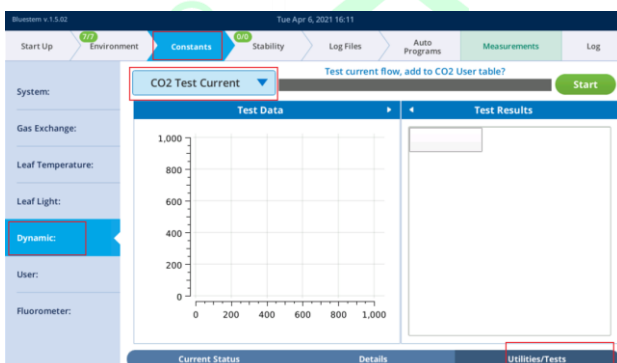 Bluestem v.1.5.02 Tue Apr 6, 2021 16:11
7/7 0/0
Start Up Environment Constants Stability Log Files Auto Programs Measurements Log
Test current flow, add to CO2 User table?
CO2 Test Current Start
System:
Test Data Test Results
Gas Exchange:
Leaf Temperature:
Leaf Light:
Dynamic:
User:
Fluorometer:
1,000
800
600
400
200
0
0 200 400 600 800 1,000
Current Status Details Utilities/Tests